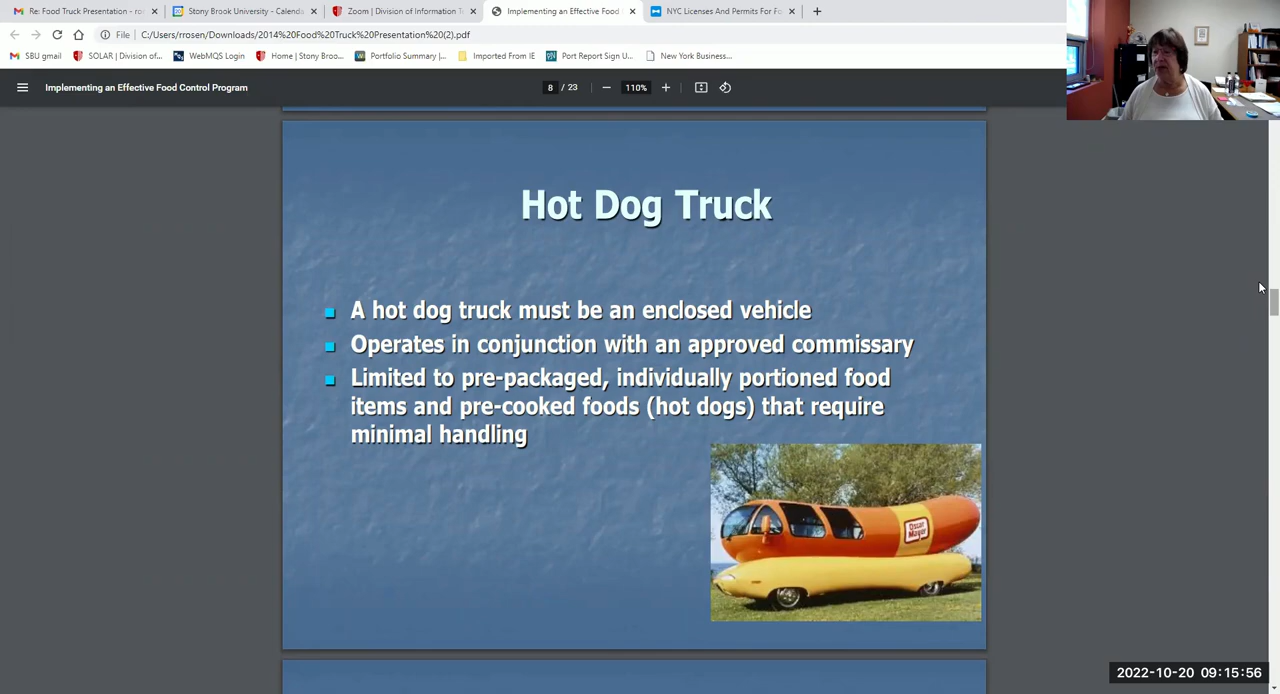 Re: Food Truck Presentation - ro
Stony Brook University - Calenda
Zoom | Division of Information T
Implementing an Effective Food
NYC Licenses And Permits For Fo
File
C:/Users/rrosen/Downloads/2014%20Food%20Truck%20Presentation%20(2).pdf
SBU gmail
SOLAR | Division of...
WebMQS Login
Home | Stony Broo...
Portfolio Summary |...
Imported From IE
Port Report Sign U...
New York Business...
Implementing an Effective Food Control Program
8 / 23
110%
Hot Dog Truck
A hot dog truck must be an enclosed vehicle
Operates in conjunction with an approved commissary
Limited to pre-packaged, individually portioned food
items and pre-cooked foods (hot dogs) that require
minimal handling
Oscar
Mayer
2022-10-20 09:15:56